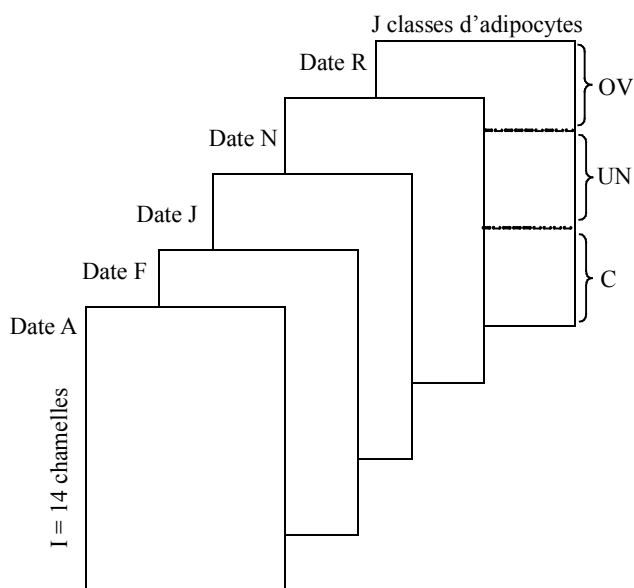 J classes d’adipocytes
Date R
OV
Date N
UN
Date J
Date F
C
Date A
I = 14 chamelles